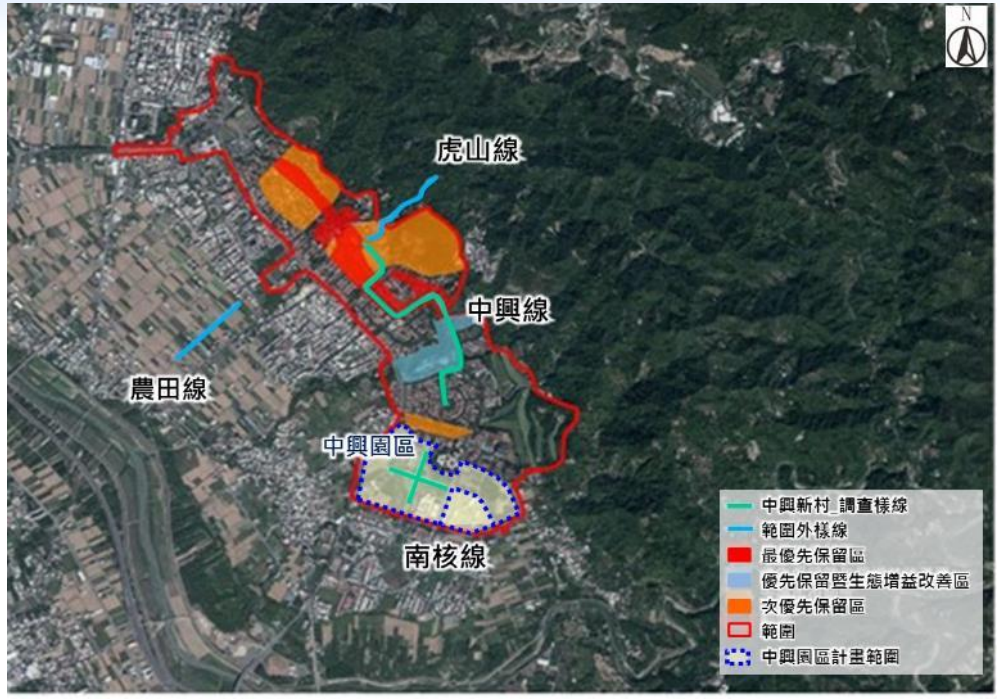 N
虎山線
中興線
農田線
中興園區
南核線
中興新村_調查樣線
範圍外樣線
最優先保留區
優先保留暨生態增益改善區
次優先保留區
範圍
中興園區計畫範圍